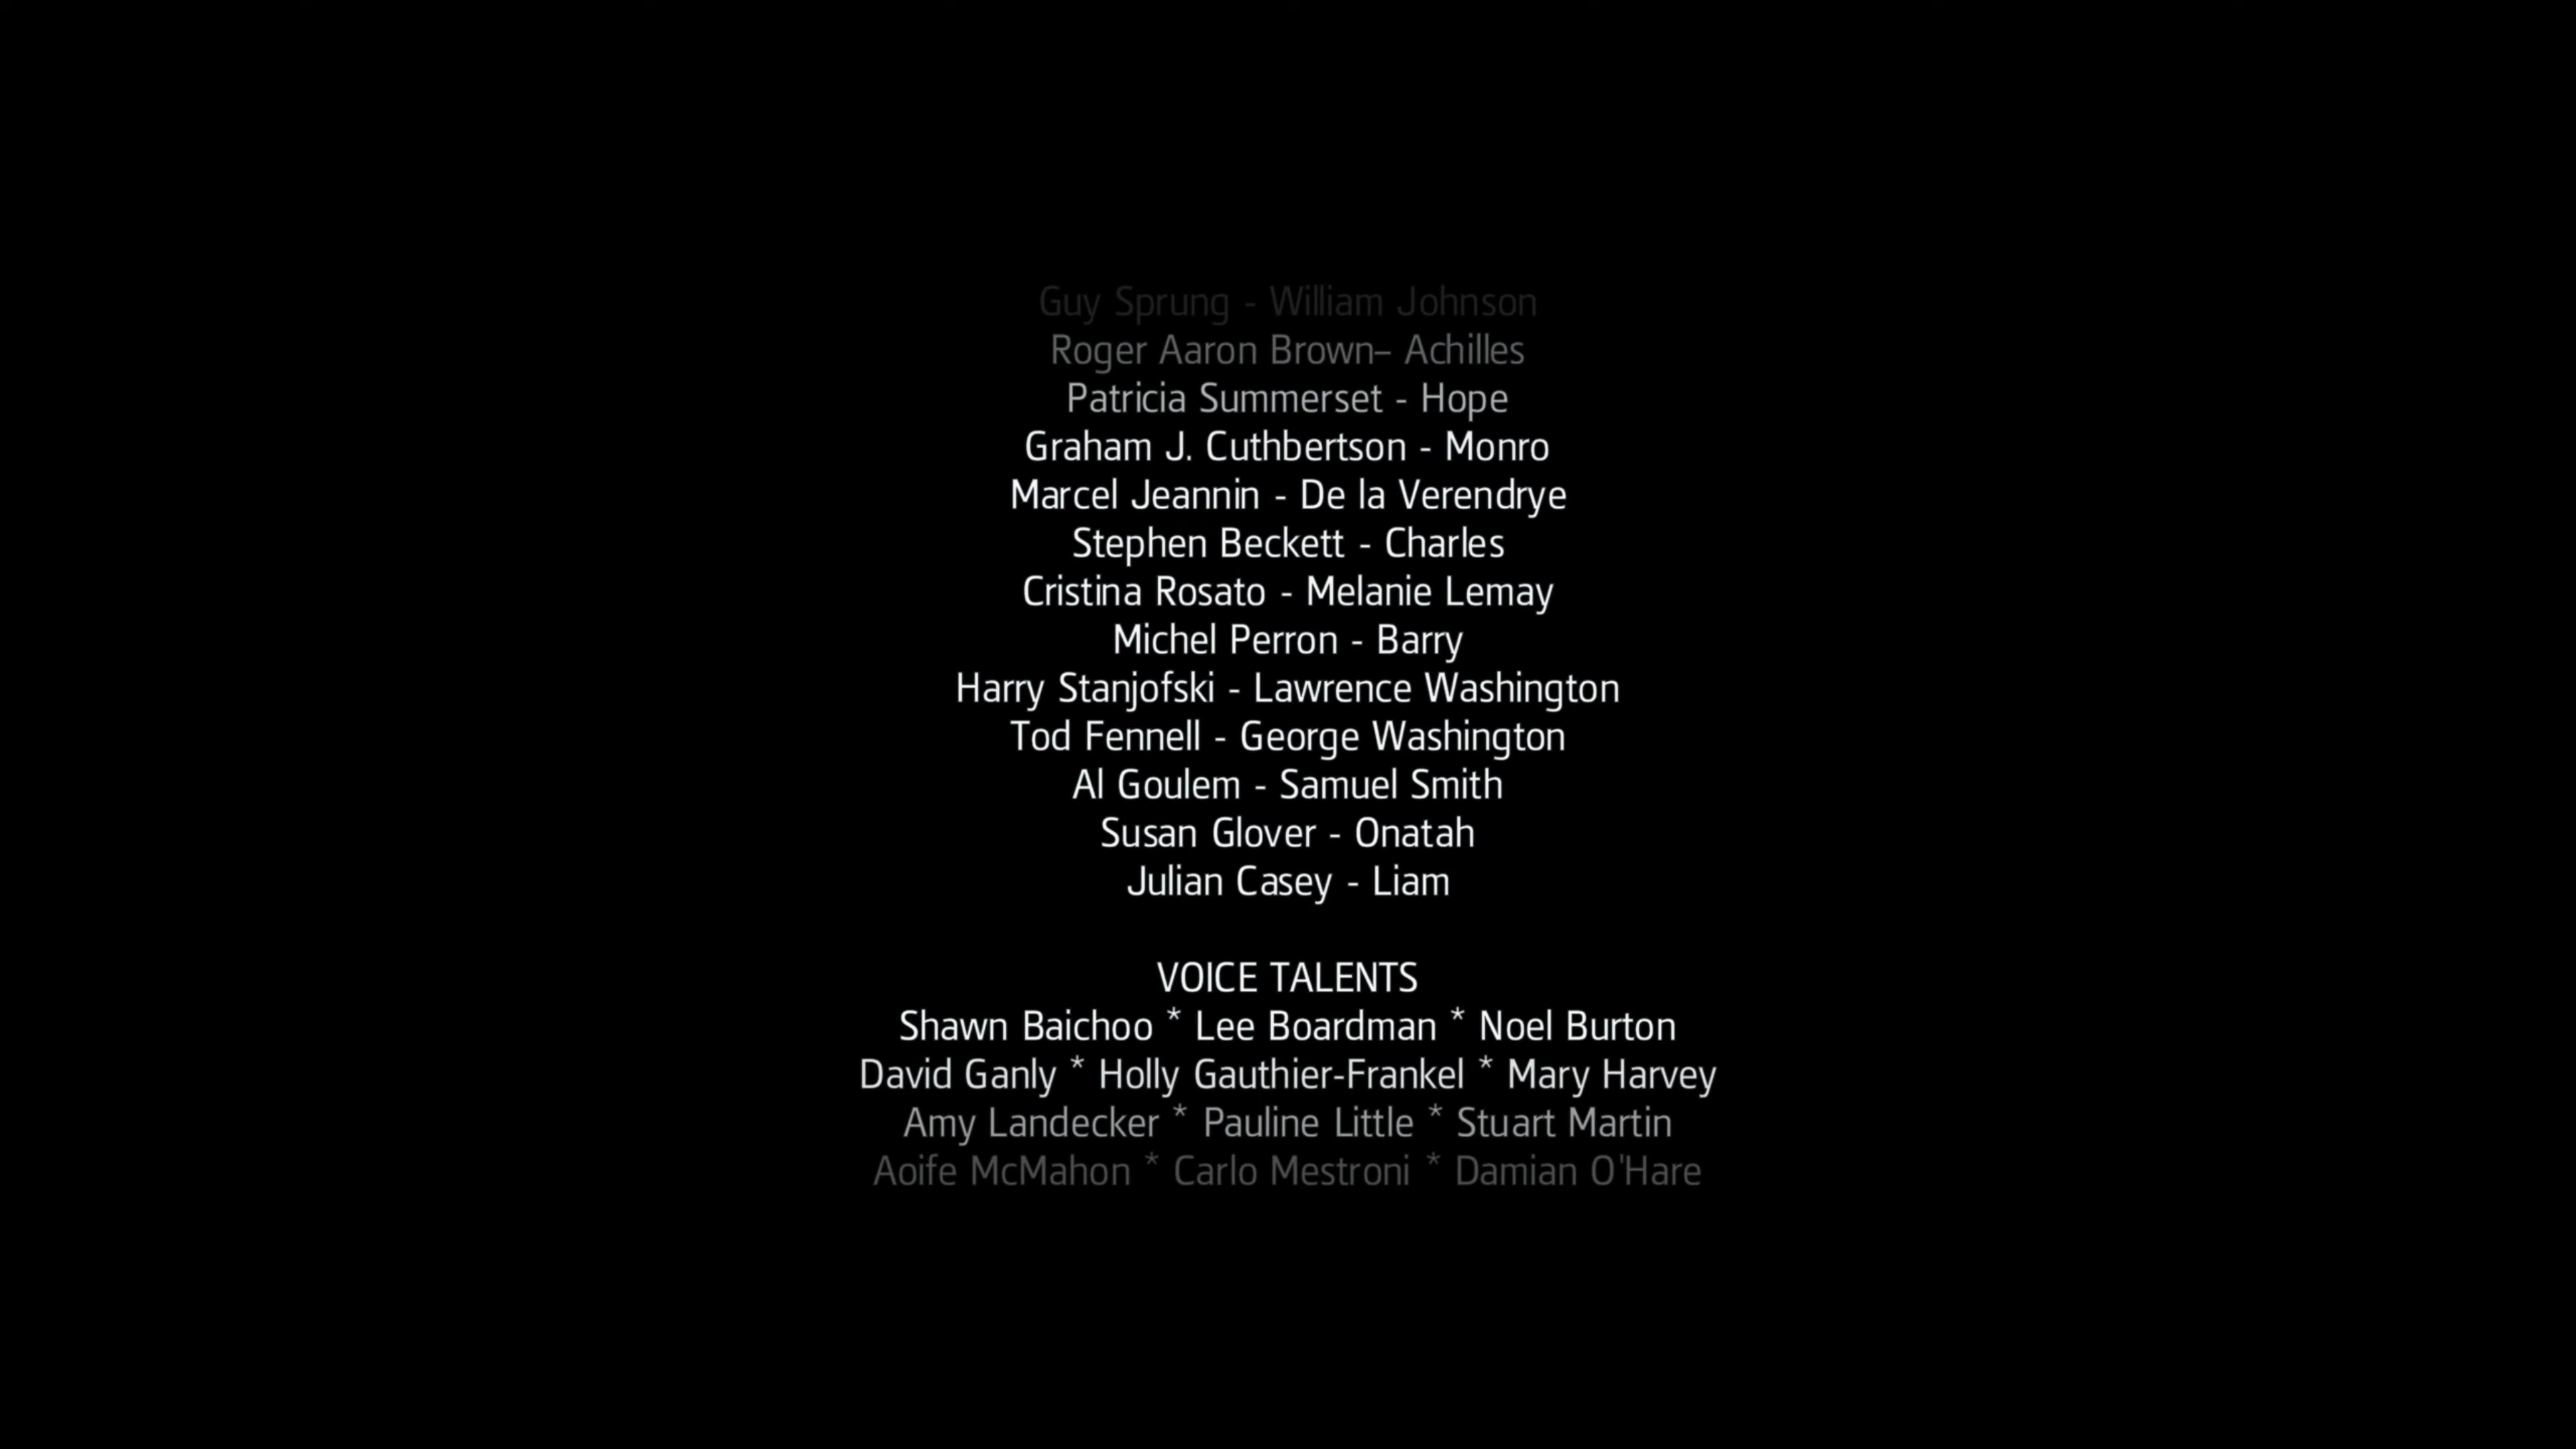 Guy Sprung - William Johnson
Roger Aaron Brown– Achilles
Patricia Summerset - Hope
Graham J. Cuthbertson - Monro
Marcel Jeannin - De la Verendrye
Stephen Beckett - Charles
Cristina Rosato - Melanie Lemay
Michel Perron - Barry
Harry Stanjofski - Lawrence Washington
Tod Fennell - George Washington
Al Goulem - Samuel Smith
Susan Glover - Onatah
Julian Casey - Liam
VOICE TALENTS
Shawn Baichoo * Lee Boardman * Noel Burton
David Ganly * Holly Gauthier-Frankel * Mary Harvey
Amy Landecker * Pauline Little * Stuart Martin
Aoife McMahon * Carlo Mestroni * Damian O'Hare